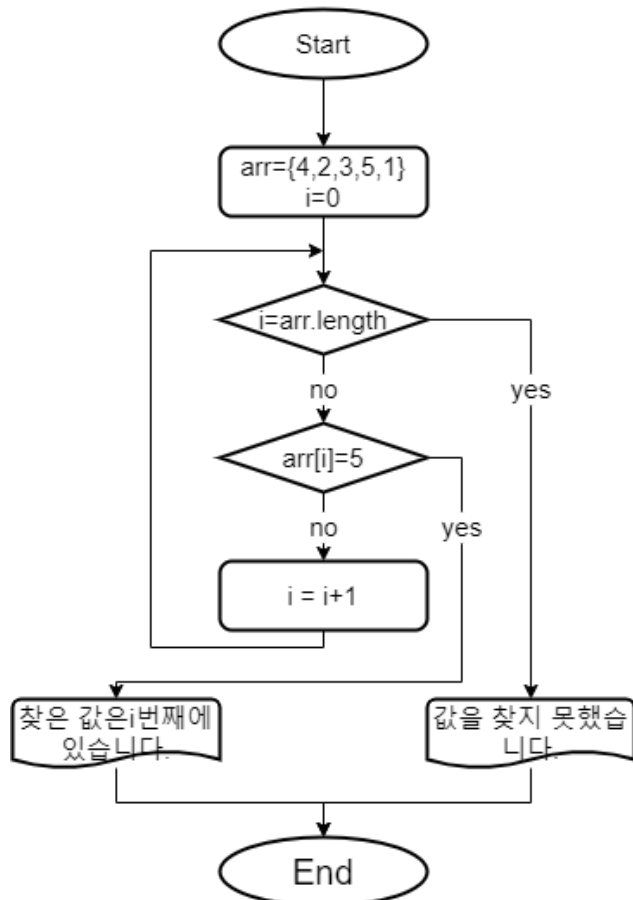 Start
arr={4,2,3,5,1}
i=0
i=arr.length
no
yes
arr[i]=5
no
yes
i = i+1
찾은 값은i번째에
있습니다.
값을 찾지 못했습
니다.
End